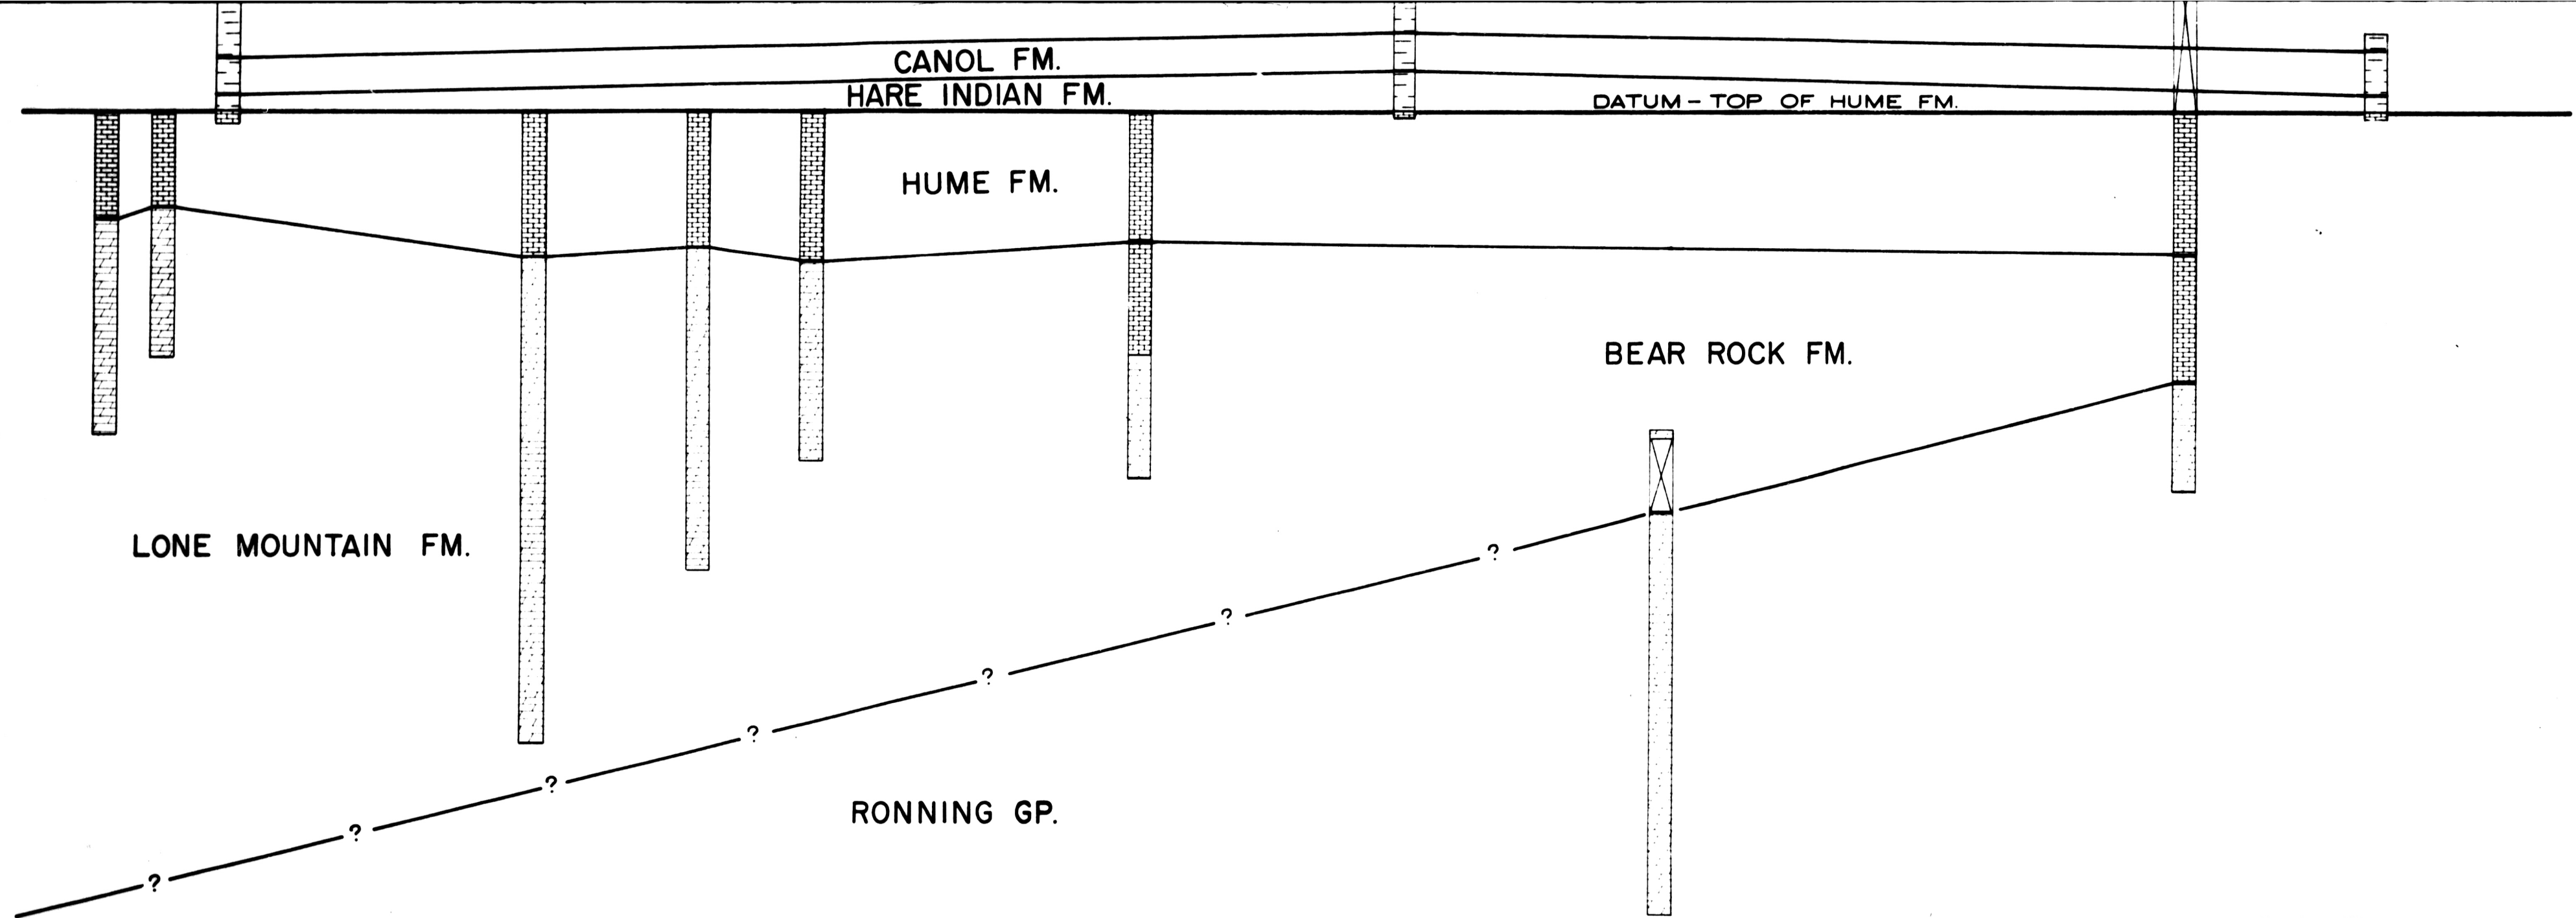 CANOL FM.
HARE INDIAN FM.
DATUM - TOP OF HUME FM.
HUME FM.
BEAR ROCK FM.
LONE MOUNTAIN FM.
?
?
?
?
?
?
?
RONNING GP.